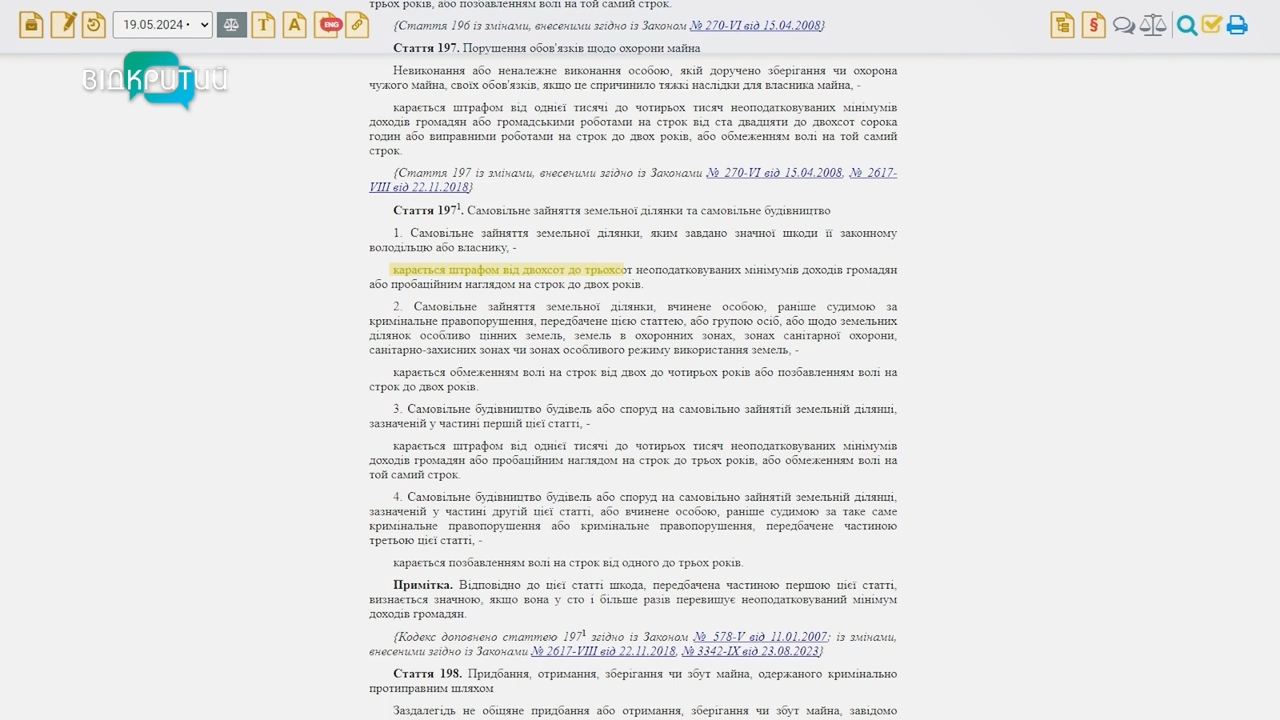 трьох років, або позбавленням волі на той самий строк.
19.05.2024
T
A
ENG
§
{Стаття 196 із змінами, внесеними згідно із Законом № 270-VI від 15.04.2008}
Стаття 197. Порушення обов'язків щодо охорони майна
ВІДКРИТИЙ
Невиконання або неналежне виконання особою, якій доручено зберігання чи охорона
чужого майна, своїх обов'язків, якщо це спричинило тяжкі наслідки для власника майна, -
карається штрафом від однієї тисячі до чотирьох тисяч неоподатковуваних мінімумів
доходів громадян або громадськими роботами на строк від ста двадцяти до двохсот сорока
годин або виправними роботами на строк до двох років, або обмеженням волі на той самий
строк.
{Стаття 197 із змінами, внесеними згідно із Законами № 270-VI від 15.04.2008, № 2617-
VIII від 22.11.2018}
Стаття 197¹. Самовільне зайняття земельної ділянки та самовільне будівництво
1. Самовільне зайняття земельної ділянки, яким завдано значної шкоди її законному
володільцю або власнику, -
карається штрафом від двохсот до трьохсот неоподатковуваних мінімумів доходів громадян
або пробаційним наглядом на строк до двох років.
2. Самовільне зайняття земельної ділянки, вчинене особою, раніше судимою за
кримінальне правопорушення, передбачене цією статтею, або групою осіб, або щодо земельних
ділянок особливо цінних земель, земель в охоронних зонах, зонах санітарної охорони,
санітарно-захисних зонах чи зонах особливого режиму використання земель, -
карається обмеженням волі на строк від двох до чотирьох років або позбавленням волі на
строк до двох років.
3. Самовільне будівництво будівель або споруд на самовільно зайнятій земельній ділянці,
зазначеній у частині першій цієї статті, -
карається штрафом від однієї тисячі до чотирьох тисяч неоподатковуваних мінімумів
доходів громадян або пробаційним наглядом на строк до трьох років, або обмеженням волі на
той самий строк.
4. Самовільне будівництво будівель або споруд на самовільно зайнятій земельній ділянці,
зазначеній у частині другій цієї статті, або вчинене особою, раніше судимою за таке саме
кримінальне правопорушення або кримінальне правопорушення, передбачене частиною
третьою цієї статті, -
карається позбавленням волі на строк від одного до трьох років.
Примітка. Відповідно до цієї статті шкода, передбачена частиною першою цієї статті,
визнається значною, якщо вона у сто і більше разів перевищує неоподатковуваний мінімум
доходів громадян.
{Кодекс доповнено статтею 197¹ згідно із Законом № 578-V від 11.01.2007; із змінами,
внесеними згідно із Законами № 2617-VIII від 22.11.2018, № 3342-IX від 23.08.2023}
Стаття 198. Придбання, отримання, зберігання чи збут майна, одержаного кримінально
протиправним шляхом
Заздалегідь не обіцяне придбання або отримання, зберігання чи збут майна, завідомо